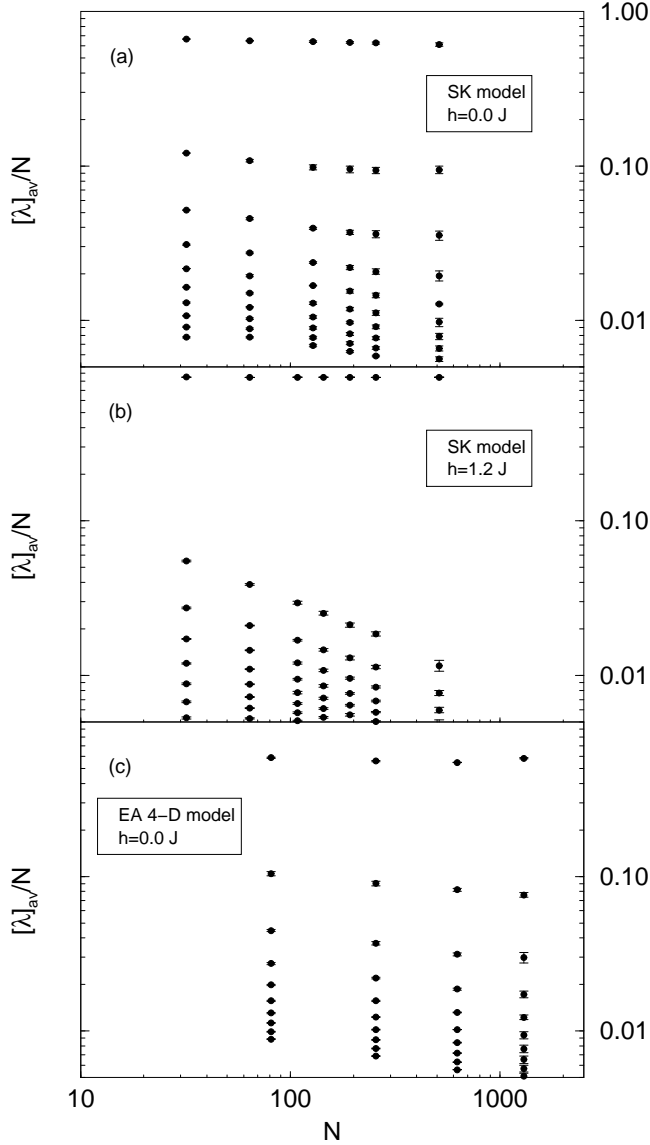 1.00
(a)
SK model
h=0.0 J
0.10
[λ]av/N
0.01
(b)
SK model
h=1.2 J
0.10
[λ]av/N
0.01
(c)
EA 4−D model
h=0.0 J
0.10
[λ]av/N
0.01
10 100 1000
N